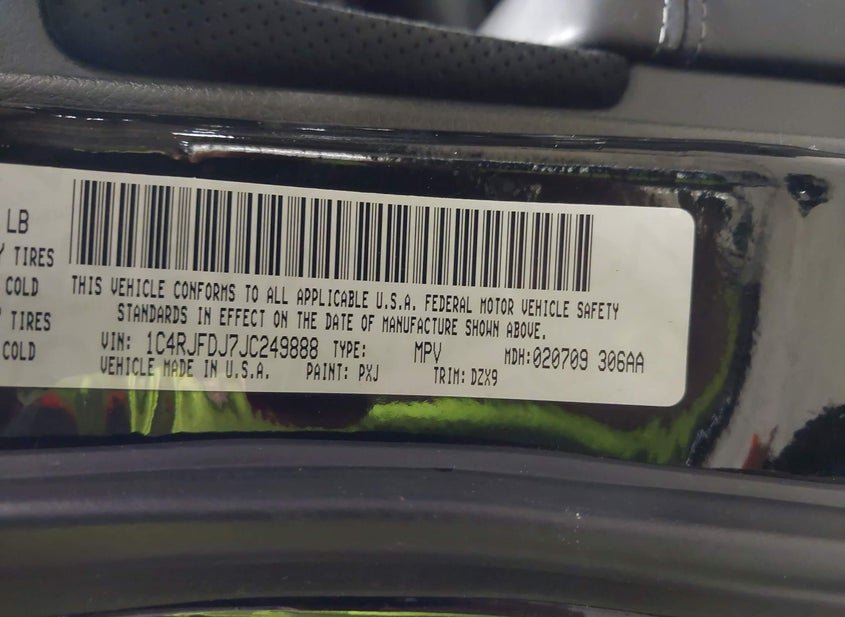 LB
TIRES
COLD
TIRES
COLD
THIS VEHICLE CONFORMS TO ALL APPLICABLE U.S.A. FEDERAL MOTOR VEHICLE SAFETY
STANDARDS IN EFFECT ON THE DATE OF MANUFACTURE SHOWN ABOVE.
VIN: 1C4RJFDJ7JC249888 TYPE: MPV MDH:020709 306AA
VEHICLE MADE IN U.S.A. PAINT: PXJ TRIM: DZX9